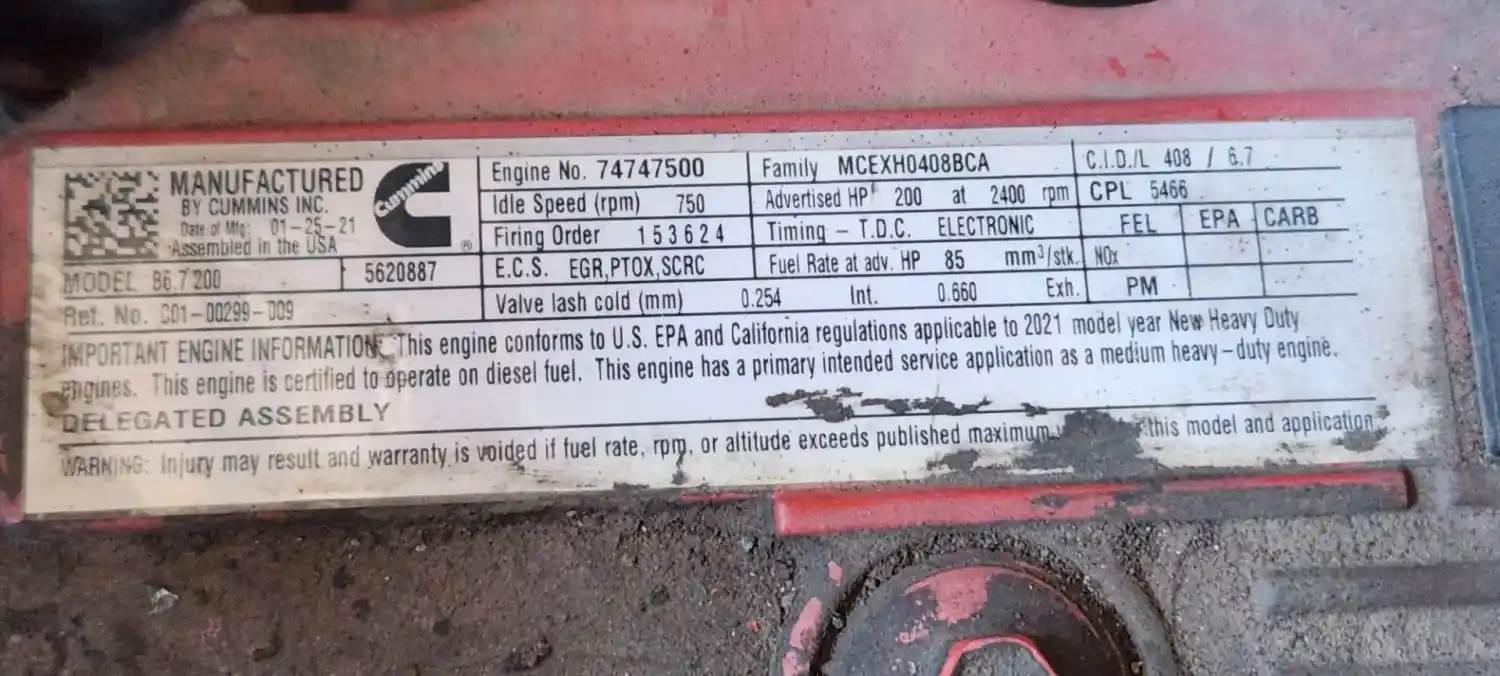 MANUFACTURED
BY CUMMINS INC.
Date of Mfg: 01-25-21
Assembled in the USA
Cummins
®
MODEL B6.7 200
5620887
Ref. No. C01-00299-009
Engine No. 74747500
Idle Speed (rpm) 750
Firing Order 153624
E.C.S. EGR,PTOX,SCRC
Valve lash cold (mm) 0.254 Int. 0.660 Exh.
Family MCEXH0408BCA
Advertised HP 200 at 2400 rpm
Timing - T.D.C. ELECTRONIC
Fuel Rate at adv. HP 85 mm³/stk.
C.I.D./L 408 / 6.7
CPL 5466
FEL EPA CARB
NOx
PM
IMPORTANT ENGINE INFORMATION This engine conforms to U.S. EPA and California regulations applicable to 2021 model year New Heavy Duty
engines. This engine is certified to operate on diesel fuel. This engine has a primary intended service application as a medium heavy-duty engine.
DELEGATED ASSEMBLY
WARNING: Injury may result and warranty is voided if fuel rate, rpm, or altitude exceeds published maximum this model and application.